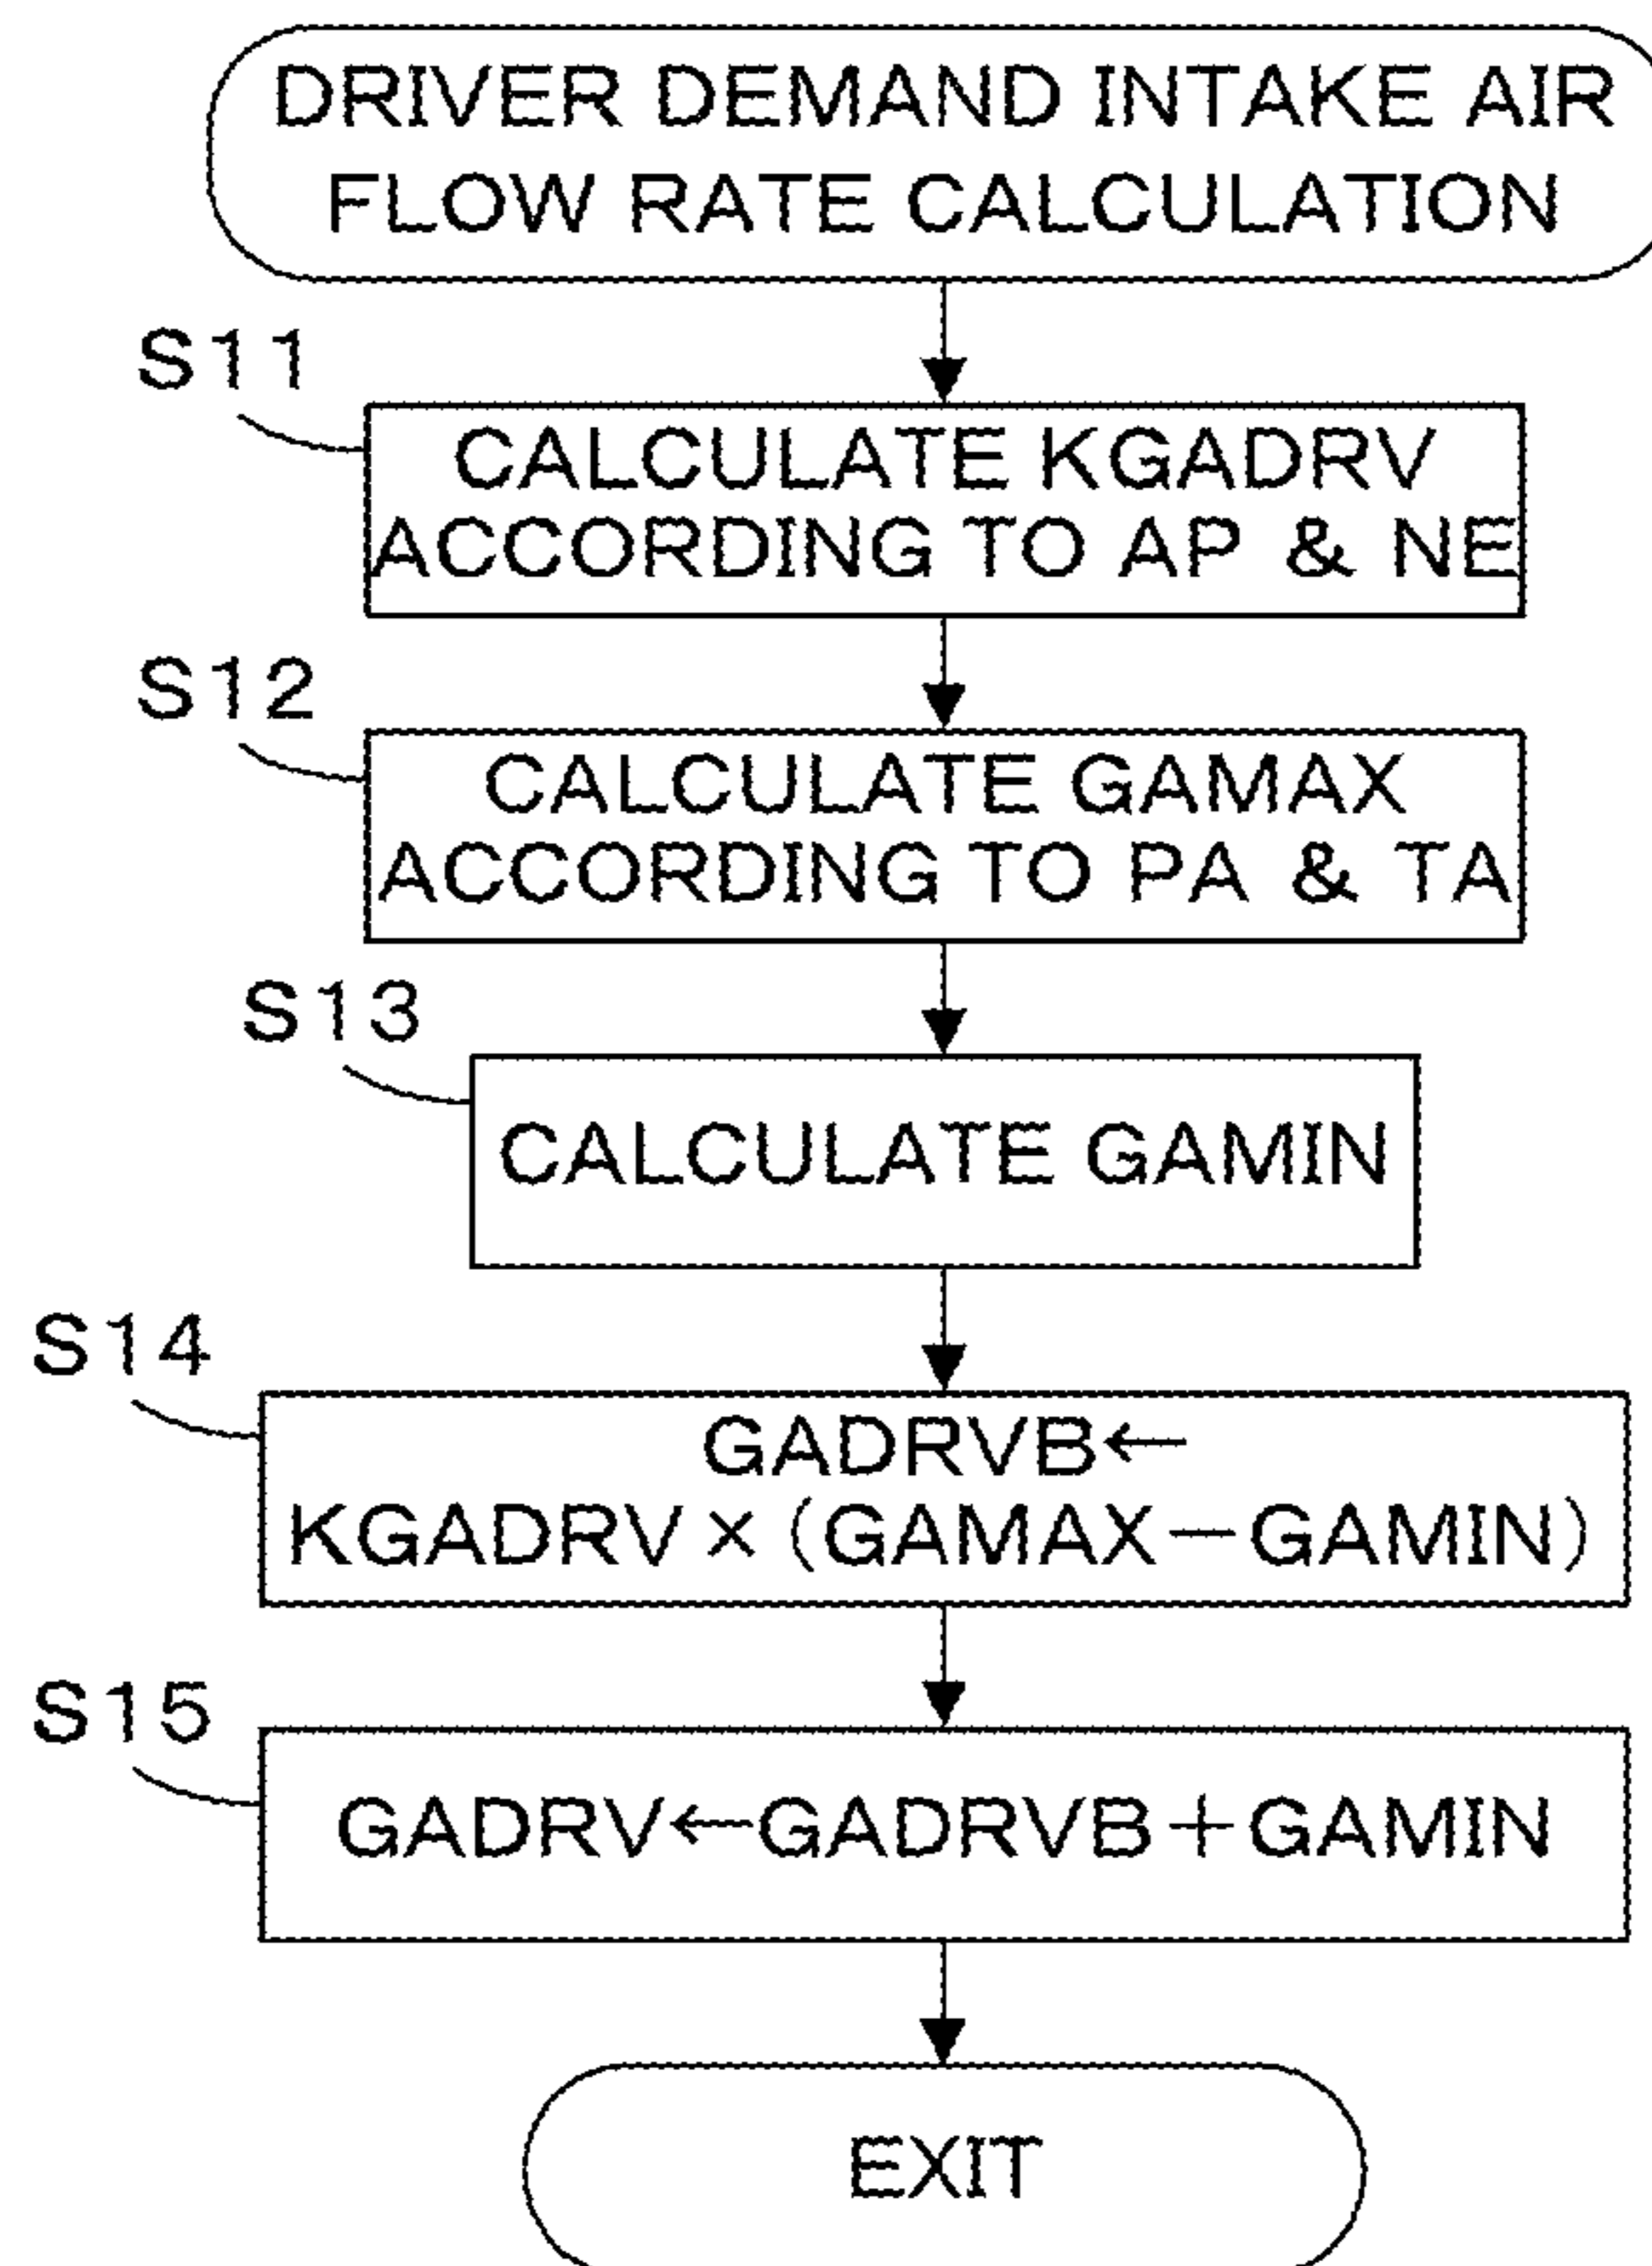 DRIVER DEMAND INTAKE AIR
FLOW RATE CALCULATION
S11
CALCULATE KGADRV
ACCORDING TO AP & NE
S12
CALCULATE GAMAX
ACCORDING TO PA & TA
S13
CALCULATE GAMIN
S14
GADRVB←
KGADRV×(GAMAX−GAMIN)
S15
GADRV←GADRVB+GAMIN
EXIT